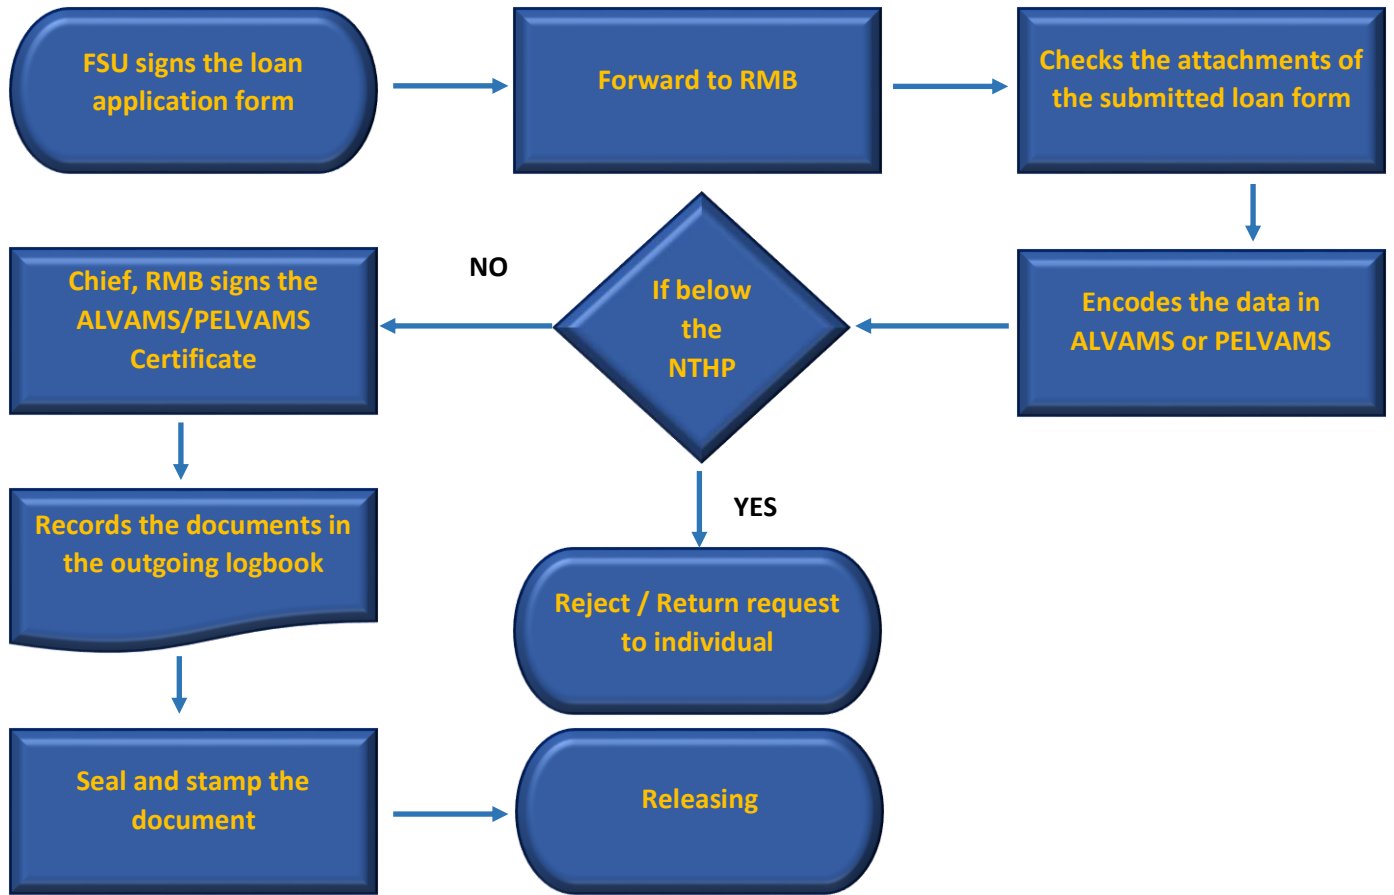 FSU signs the loan
application form
Forward to RMB
Checks the attachments of
the submitted loan form
Encodes the data in
ALVAMS or PELVAMS
If below
the
NTHP
NO
Chief, RMB signs the
ALVAMS/PELVAMS
Certificate
YES
Reject / Return request
to individual
Records the documents in
the outgoing logbook
Seal and stamp the
document
Releasing